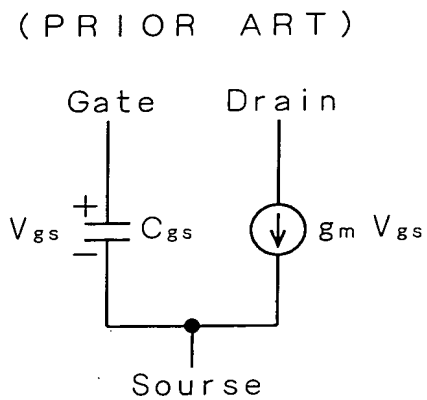 (PRIOR ART)
Gate Drain
+
Vgs Cgs gm Vgs
−
Sourse